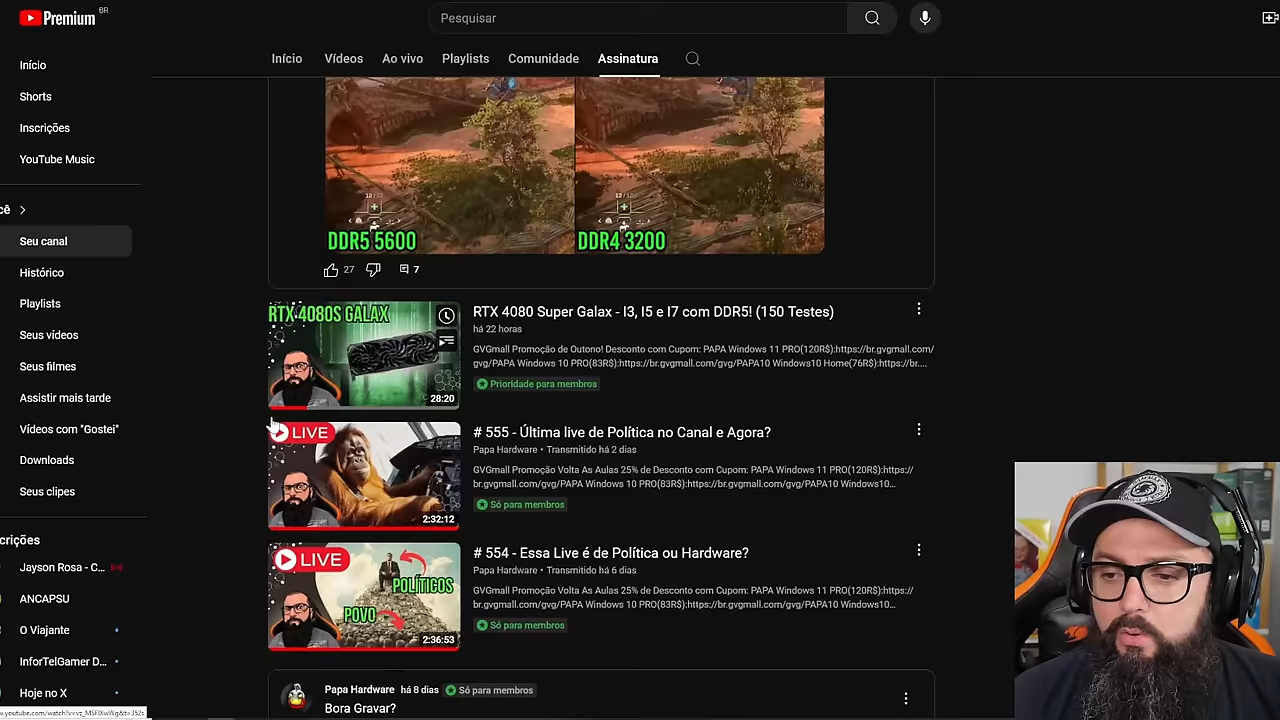 Premium BR
Pesquisar
Início
Vídeos
Ao vivo
Playlists
Comunidade
Assinatura
Início
Shorts
Inscrições
YouTube Music
cê
Seu canal
Histórico
Playlists
Seus vídeos
Seus filmes
Assistir mais tarde
Vídeos com "Gostei"
Downloads
Seus clipes
crições
Jayson Rosa - C...
ANCAPSU
O Viajante
InforTelGamer D...
Hoje no X
DDR5 5600
DDR4 3200
27
7
RTX 4080S GALAX
28:20
RTX 4080 Super Galax - I3, I5 e I7 com DDR5! (150 Testes)
há 22 horas
GVGmall Promoção de Outono! Desconto com Cupom: PAPA Windows 11 PRO(120R$):https://br.gvgmall.com/
gvg/PAPA Windows 10 PRO(83R$):https://br.gvgmall.com/gvg/PAPA10 Windows10 Home(76R$):https://br....
Prioridade para membros
LIVE
2:32:12
# 555 - Última live de Política no Canal e Agora?
Papa Hardware • Transmitido há 2 dias
GVGmall Promoção Volta As Aulas 25% de Desconto com Cupom: PAPA Windows 11 PRO(120R$):https://
br.gvgmall.com/gvg/PAPA Windows 10 PRO(83R$):https://br.gvgmall.com/gvg/PAPA10 Windows10...
Só para membros
LIVE
POLÍTICOS
POVO
2:36:53
# 554 - Essa Live é de Política ou Hardware?
Papa Hardware • Transmitido há 6 dias
GVGmall Promoção Volta As Aulas 25% de Desconto com Cupom: PAPA Windows 11 PRO(120R$):https://
br.gvgmall.com/gvg/PAPA Windows 10 PRO(83R$):https://br.gvgmall.com/gvg/PAPA10 Windows10...
Só para membros
Papa Hardware há 8 dias Só para membros
Bora Gravar?